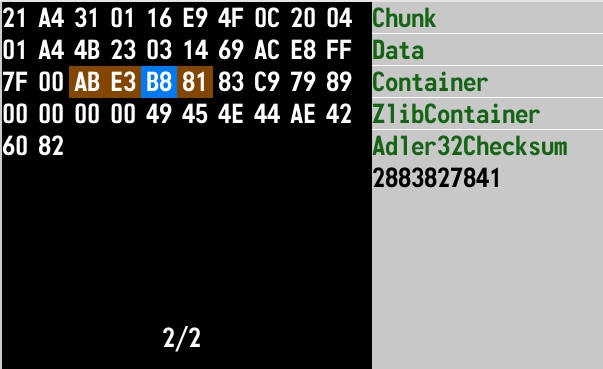 21 A4 31 01 16 E9 4F 0C 20 04
01 A4 4B 23 03 14 69 AC E8 FF
7F 00 AB E3 B8 81 83 C9 79 89
00 00 00 00 49 45 4E 44 AE 42
60 82
2/2
Chunk
Data
Container
ZlibContainer
Adler32Checksum
2883827841